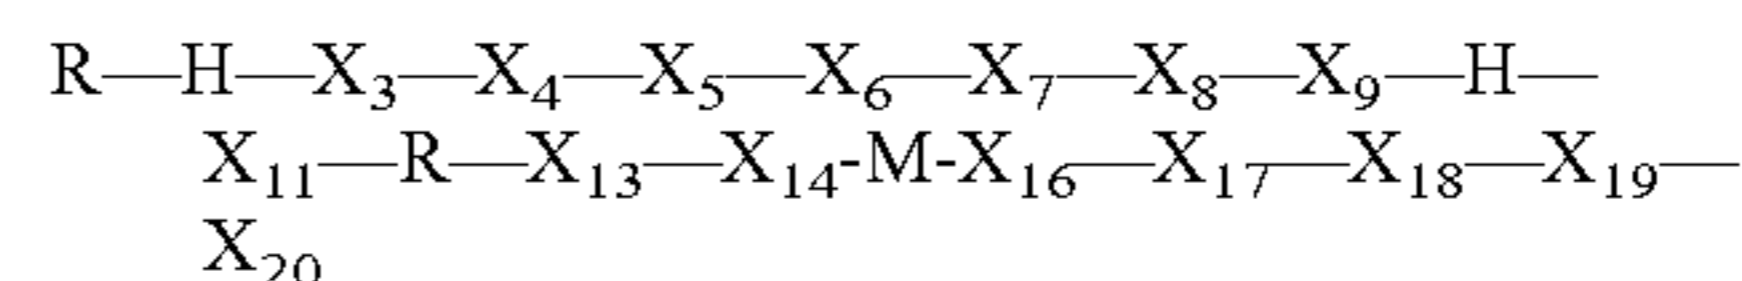 R—H—X₃—X₄—X₅—X₆—X₇—X₈—X₉—H—
X₁₁—R—X₁₃—X₁₄-M-X₁₆—X₁₇—X₁₈—X₁₉—
X₂₀